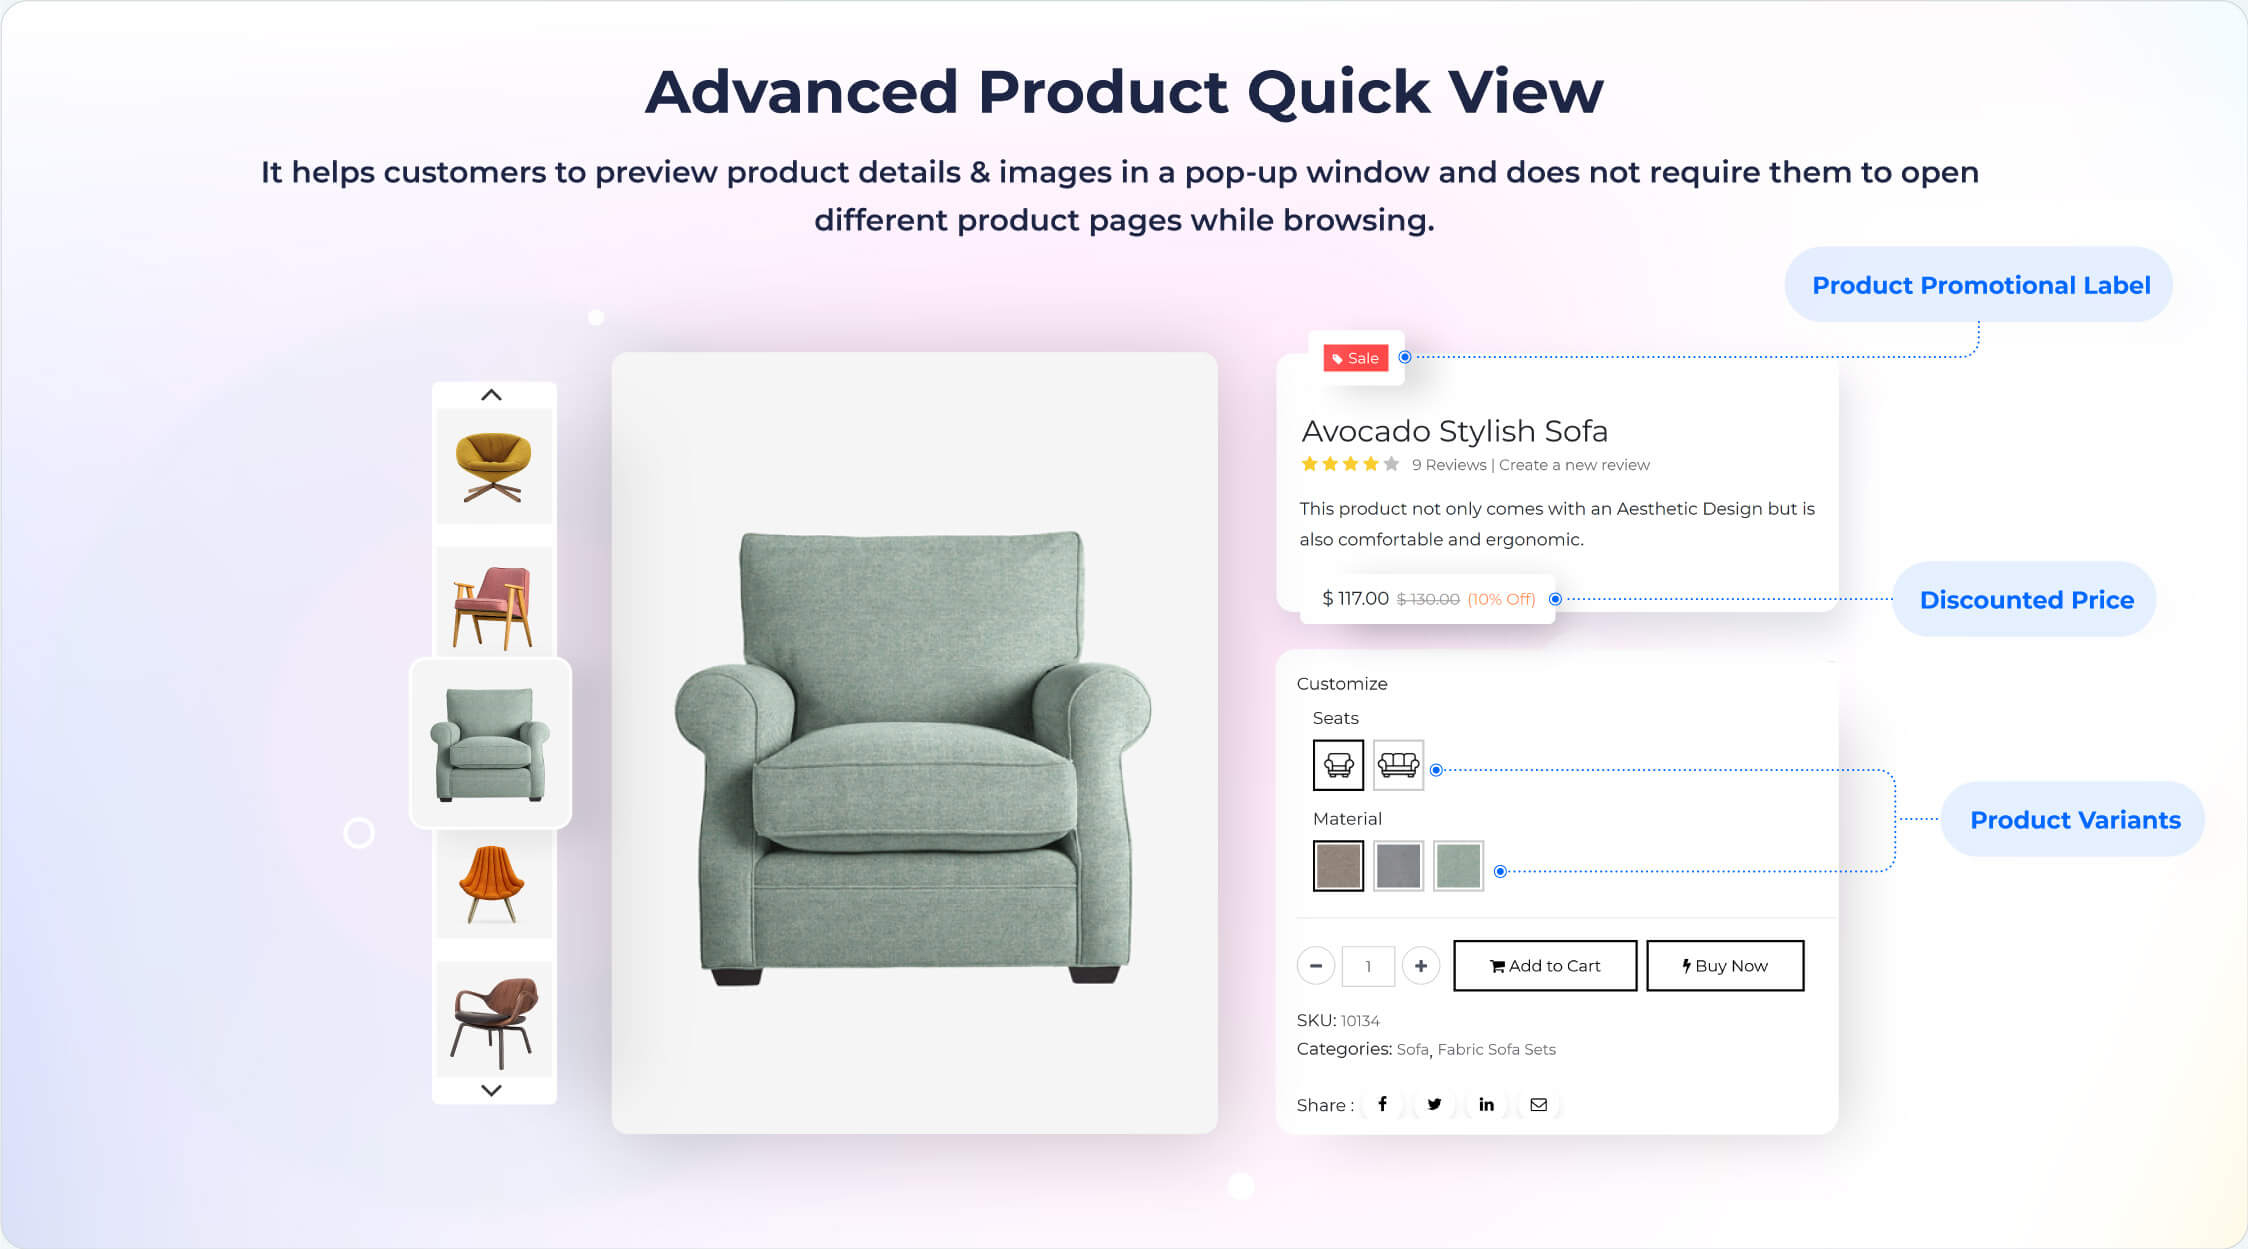 Advanced Product Quick View
It helps customers to preview product details & images in a pop-up window and does not require them to open
different product pages while browsing.
Product Promotional Label
Sale
Avocado Stylish Sofa
9 Reviews | Create a new review
This product not only comes with an Aesthetic Design but is
also comfortable and ergonomic.
$ 117.00 $ 130.00 (10% Off)
Discounted Price
Customize
Seats
Material
Product Variants
1
Add to Cart
Buy Now
SKU: 10134
Categories: Sofa, Fabric Sofa Sets
Share :